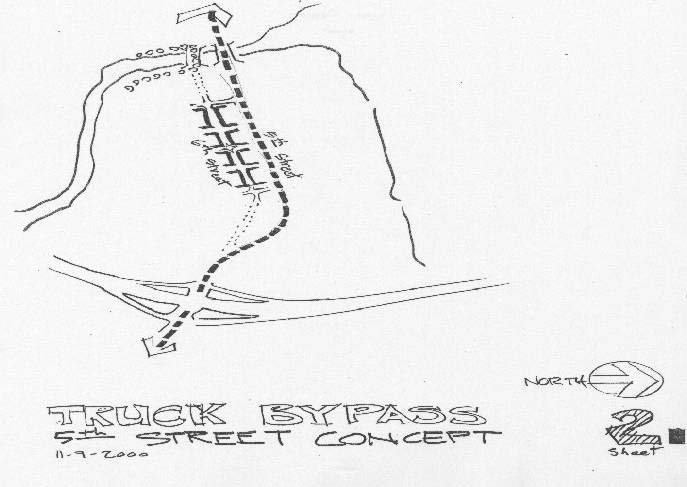 5th Street
6th Street
NORTH
TRUCK BYPASS
5th STREET CONCEPT
11-9-2000
2
Sheet